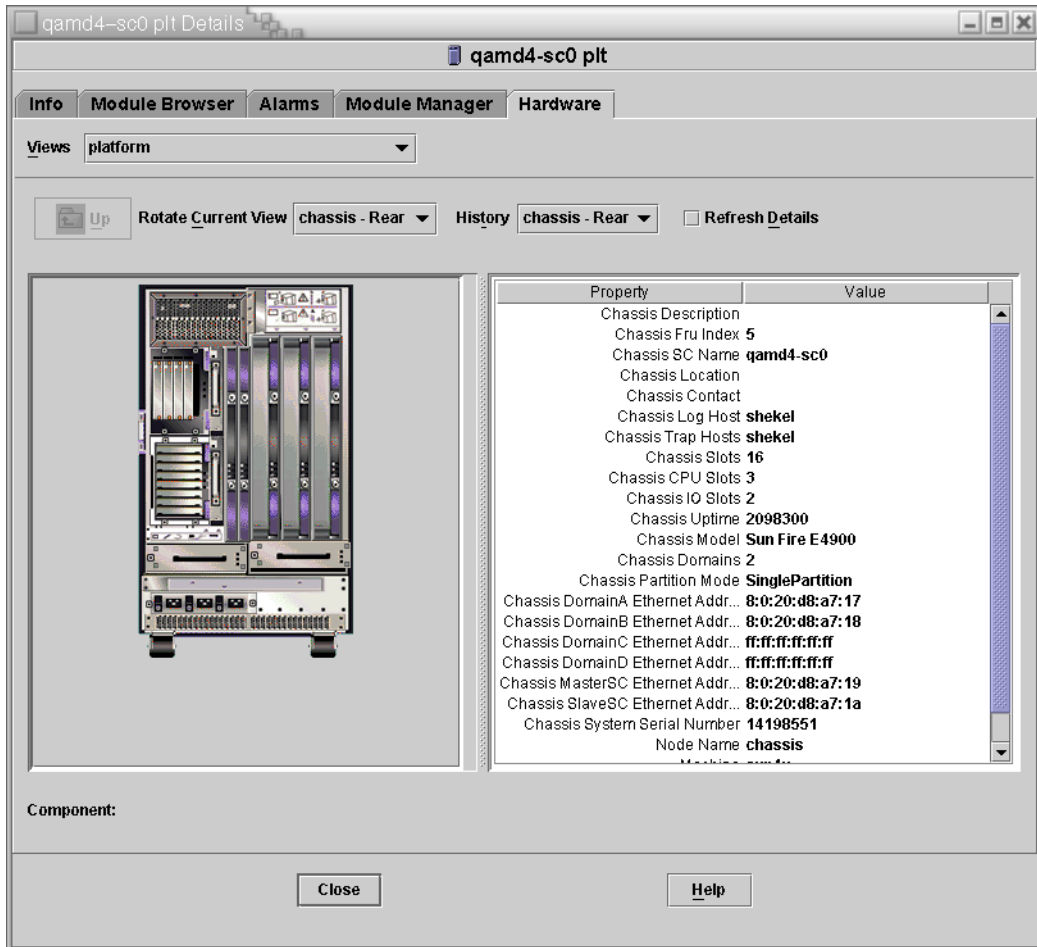 qamd4–sc0 plt Details
qamd4-sc0 plt
Info Module Browser Alarms Module Manager Hardware
Views platform
Up Rotate Current View chassis - Rear History chassis - Rear Refresh Details
Property Value
Chassis Description
Chassis Fru Index 5
Chassis SC Name qamd4-sc0
Chassis Location
Chassis Contact
Chassis Log Host shekel
Chassis Trap Hosts shekel
Chassis Slots 16
Chassis CPU Slots 3
Chassis IO Slots 2
Chassis Uptime 2098300
Chassis Model Sun Fire E4900
Chassis Domains 2
Chassis Partition Mode SinglePartition
Chassis DomainA Ethernet Addr... 8:0:20:d8:a7:17
Chassis DomainB Ethernet Addr... 8:0:20:d8:a7:18
Chassis DomainC Ethernet Addr... ff:ff:ff:ff:ff:ff
Chassis DomainD Ethernet Addr... ff:ff:ff:ff:ff:ff
Chassis MasterSC Ethernet Addr... 8:0:20:d8:a7:19
Chassis SlaveSC Ethernet Addr... 8:0:20:d8:a7:1a
Chassis System Serial Number 14198551
Node Name chassis
Component:
Close Help